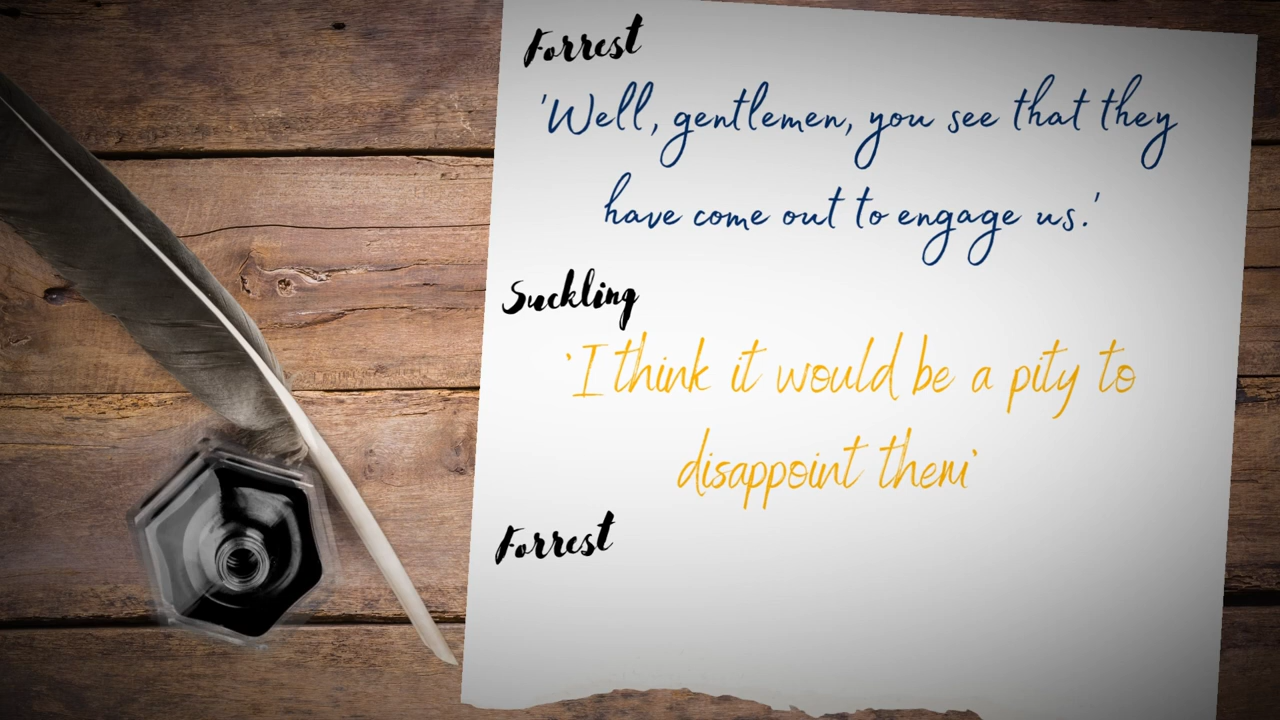 Forrest
'Well, gentlemen, you see that they
have come out to engage us.'
Suckling
'I think it would be a pity to
disappoint them'
Forrest